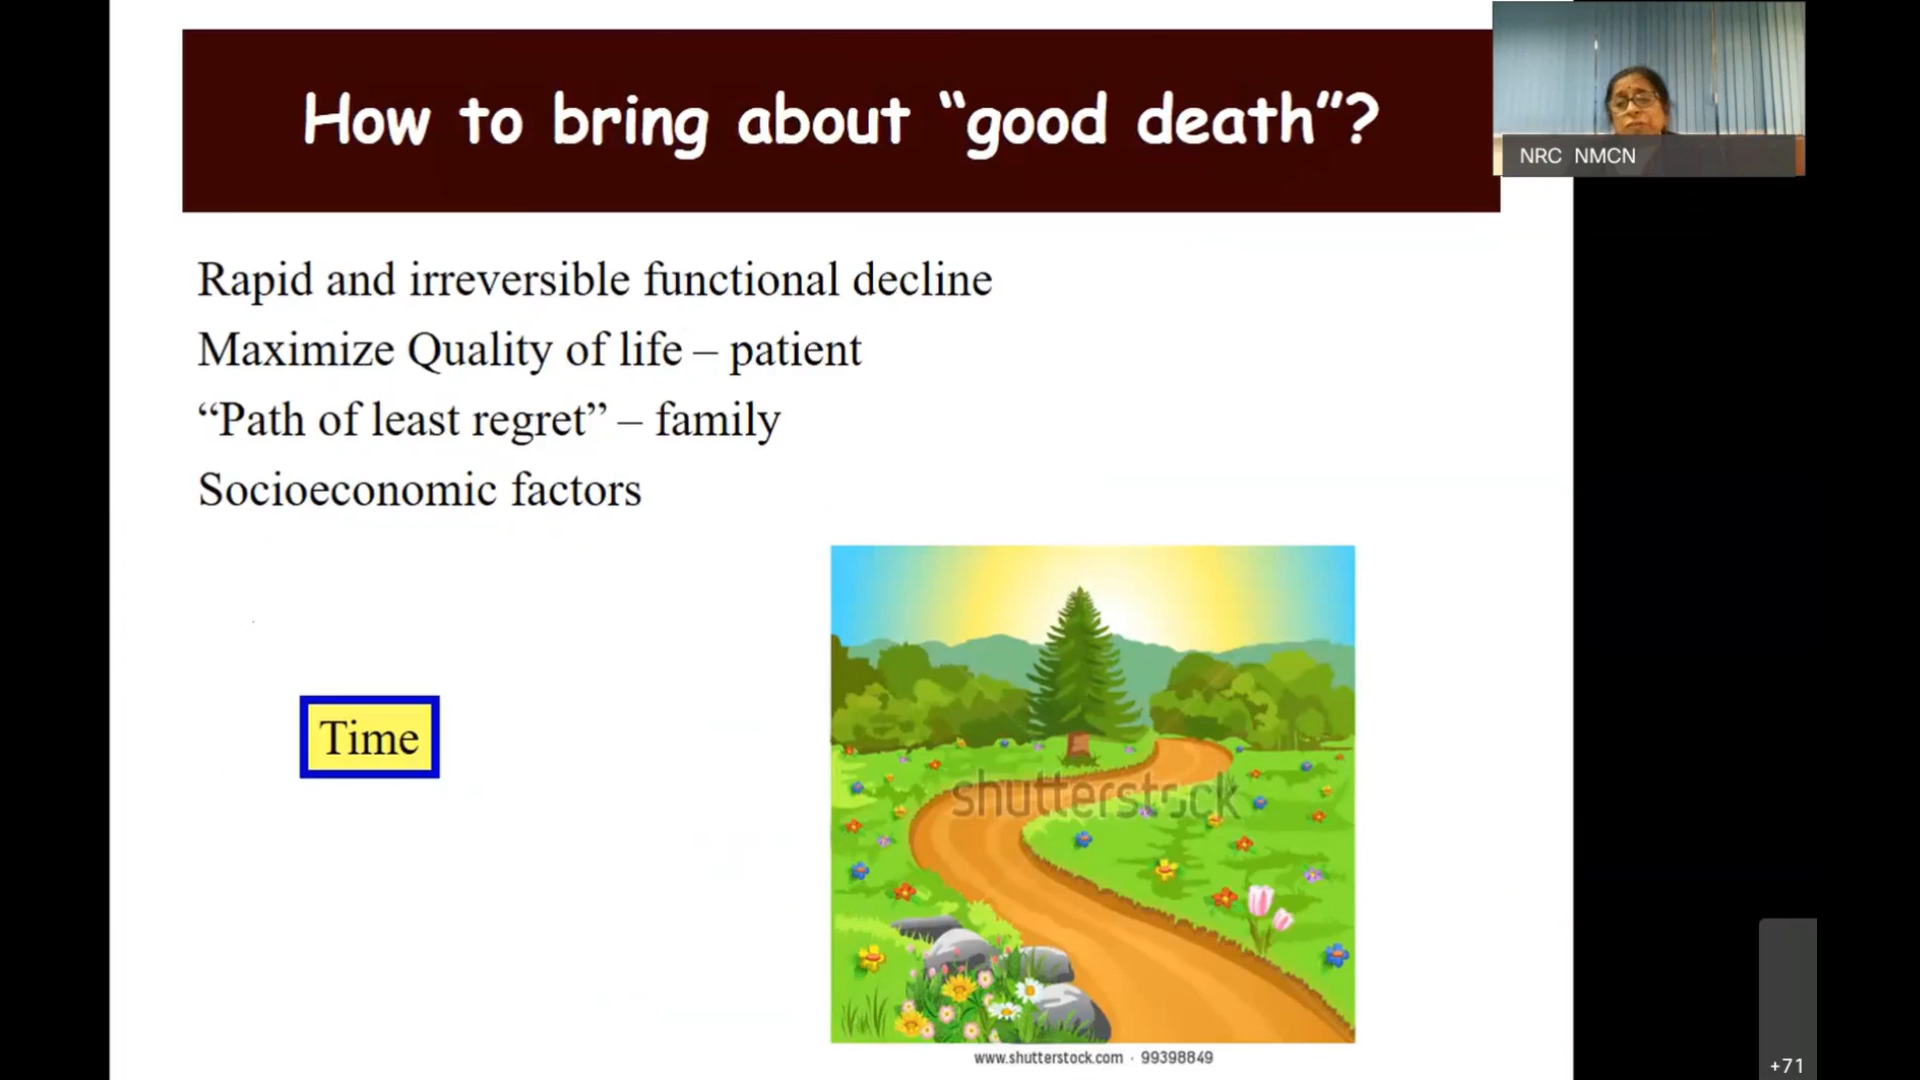 How to bring about “good death”?
NRC NMCN
Rapid and irreversible functional decline
Maximize Quality of life – patient
“Path of least regret” – family
Socioeconomic factors
Time
shutterstock
www.shutterstock.com · 99398849
+71